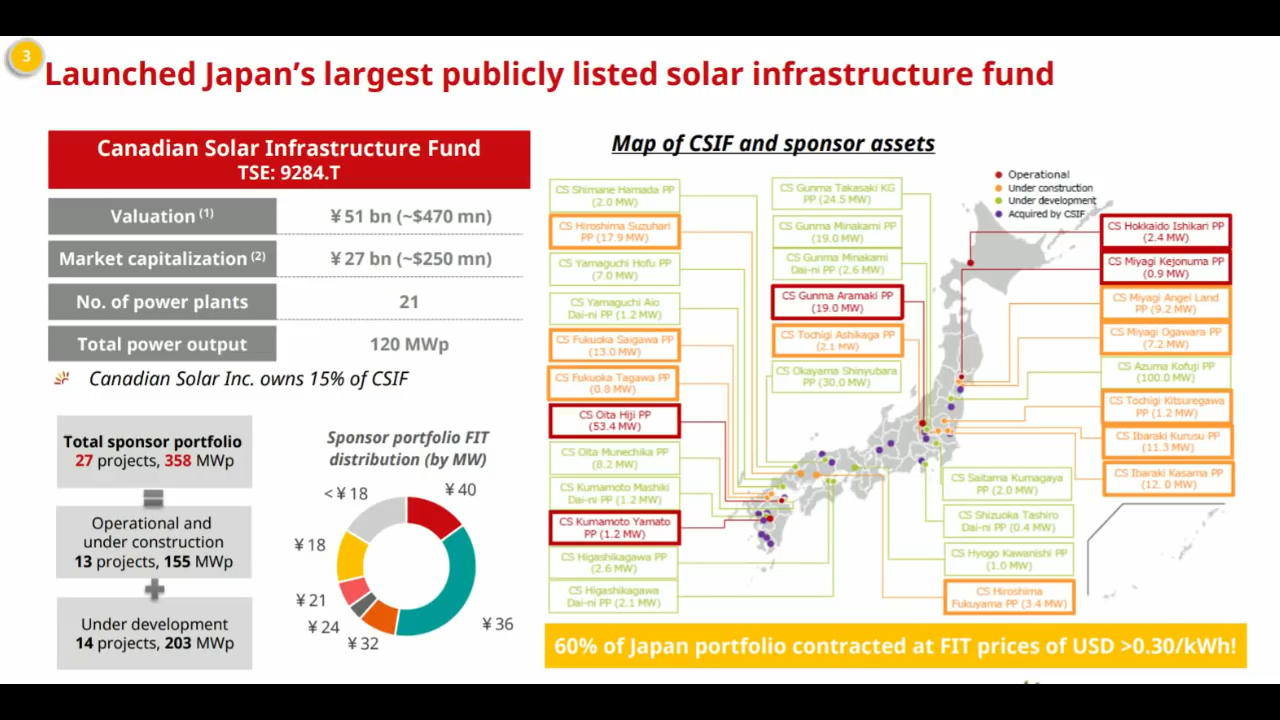 3
Launched Japan's largest publicly listed solar infrastructure fund
Canadian Solar Infrastructure Fund
TSE: 9284.T
Valuation (1)
¥ 51 bn (~$470 mn)
Market capitalization (2)
¥ 27 bn (~$250 mn)
No. of power plants
21
Total power output
120 MWp
Canadian Solar Inc. owns 15% of CSIF
Total sponsor portfolio
27 projects, 358 MWp
=
Operational and
under construction
13 projects, 155 MWp
+
Under development
14 projects, 203 MWp
Sponsor portfolio FIT
distribution (by MW)
< ¥ 18
¥ 40
¥ 18
¥ 21
¥ 24
¥ 32
¥ 36
Map of CSIF and sponsor assets
CS Shimane Hamada PP
(2.0 MW)
CS Hiroshima Suzuhari
PP (17.9 MW)
CS Yamaguchi Hofu PP
(7.0 MW)
CS Yamaguchi Aio
Dai-ni PP (1.2 MW)
CS Fukuoka Saigawa PP
(13.0 MW)
CS Fukuoka Tagawa PP
(0.8 MW)
CS Oita Hiji PP
(53.4 MW)
CS Oita Munechika PP
(8.2 MW)
CS Kumamoto Mashiki
Dai-ni PP (1.2 MW)
CS Kumamoto Yamato
PP (1.2 MW)
CS Higashikagawa PP
(2.6 MW)
CS Higashikagawa
Dai-ni PP (2.1 MW)
CS Gunma Takasaki KG
PP (24.5 MW)
CS Gunma Minakami PP
(19.0 MW)
CS Gunma Minakami
Dai-ni PP (2.6 MW)
CS Gunma Aramaki PP
(19.0 MW)
CS Tochigi Ashikaga PP
(2.1 MW)
CS Okayama Shinyubara
PP (30.0 MW)
Operational
Under construction
Under development
Acquired by CSIF
CS Hokkaido Ishikari PP
(2.4 MW)
CS Miyagi Kejonuma PP
(0.9 MW)
CS Miyagi Angel Land
PP (9.2MW)
CS Miyagi Ogawara PP
(7.2 MW)
CS Azuma Kofuji PP
(100.0 MW)
CS Tochigi Kitsuregawa
PP (1.2 MW)
CS Ibaraki Kurusu PP
(11.3 MW)
CS Ibaraki Kasama PP
(12. 0 MW)
CS Saitama Kumagaya
PP (2.0 MW)
CS Shizuoka Tashiro
Dai-ni PP (0.4 MW)
CS Hyogo Kawanishi PP
(1.0 MW)
CS Hiroshima
Fukuyama PP (3.4 MW)
60% of Japan portfolio contracted at FIT prices of USD >0.30/kWh!